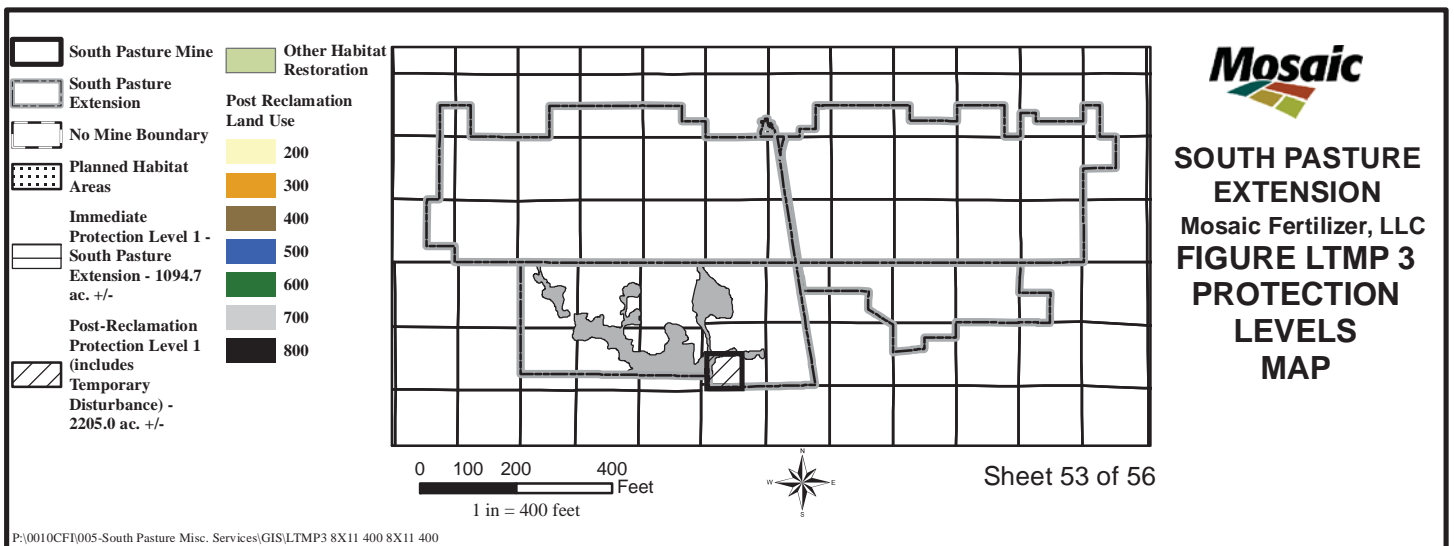 South Pasture Mine
South Pasture
Extension
No Mine Boundary
Planned Habitat
Areas
Immediate
Protection Level 1 -
South Pasture
Extension - 1094.7
ac. +/-
Post-Reclamation
Protection Level 1
(includes
Temporary
Disturbance) -
2205.0 ac. +/-
Other Habitat
Restoration
Post Reclamation
Land Use
200
300
400
500
600
700
800
0 100 200 400
Feet
1 in = 400 feet
N
W E
S
Sheet 53 of 56
Mosaic
SOUTH PASTURE
EXTENSION
Mosaic Fertilizer, LLC
FIGURE LTMP 3
PROTECTION
LEVELS
MAP
P:\0010CFI\005-South Pasture Misc. Services\GIS\LTMP3 8X11 400 8X11 400